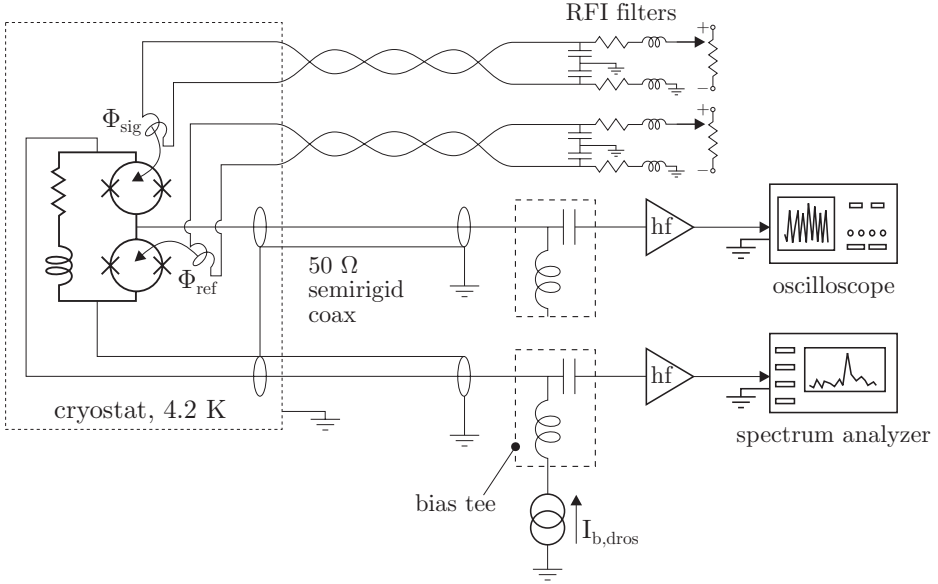 RFI filters
+
−
Φsig
+
−
hf
50 Ω
semirigid
coax
oscilloscope
Φref
hf
cryostat, 4.2 K
spectrum analyzer
bias tee
Ib,dros